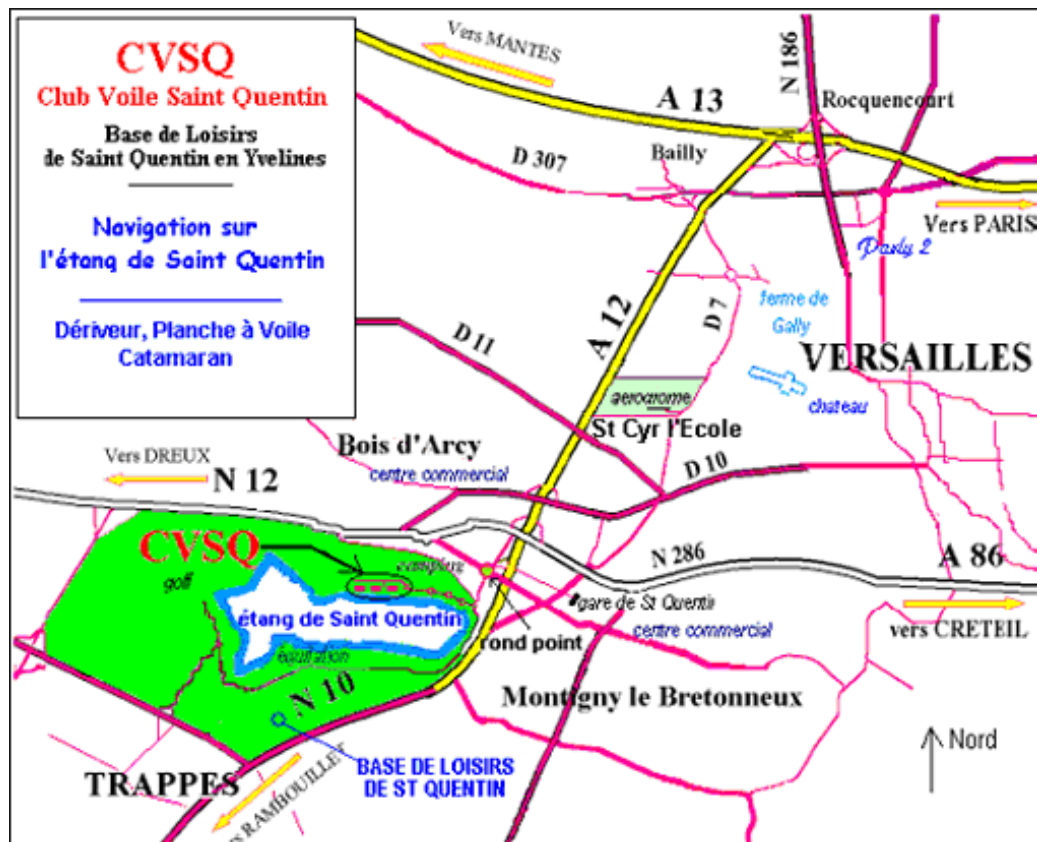 CVSQ
Club Voile Saint Quentin
Base de Loisirs
de Saint Quentin en Yvelines
Navigation sur
l'étang de Saint Quentin
Dériveur, Planche à Voile
Catamaran
Vers MANTES
A 13
N 186
Rocquencourt
Bailly
D 307
Vers PARIS
Parly 2
A 12
D 7
ferme de
Gally
D 11
VERSAILLES
aerodrome
chateau
St Cyr l'Ecole
Bois d'Arcy
centre commercial
D 10
Vers DREUX
N 12
CVSQ
N 286
A 86
golf
camping
gare de St Quentin
étang de Saint Quentin
rond point
centre commercial
vers CRETEIL
équitation
N 10
Montigny le Bretonneux
Nord
BASE DE LOISIRS
DE ST QUENTIN
TRAPPES
RAMBOUILLET